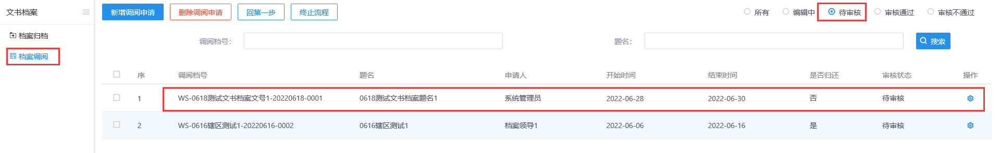 文书档案
档案归档
档案调阅
新增调阅申请 删除调阅申请 回第一步 终止流程 所有 编辑中 待审核 审核通过 审核不通过
调阅档号： 题名： 搜索
序 调阅档号 题名 申请人 开始时间 结束时间 是否归还 审核状态 操作
1 WS-0618测试文书档案文号1-20220618-0001 0618测试文书档案题名1 系统管理员 2022-06-28 2022-06-30 否 待审核
2 WS-0616辖区测试1-20220616-0002 0616辖区测试1 档案领导1 2022-06-06 2022-06-16 是 待审核